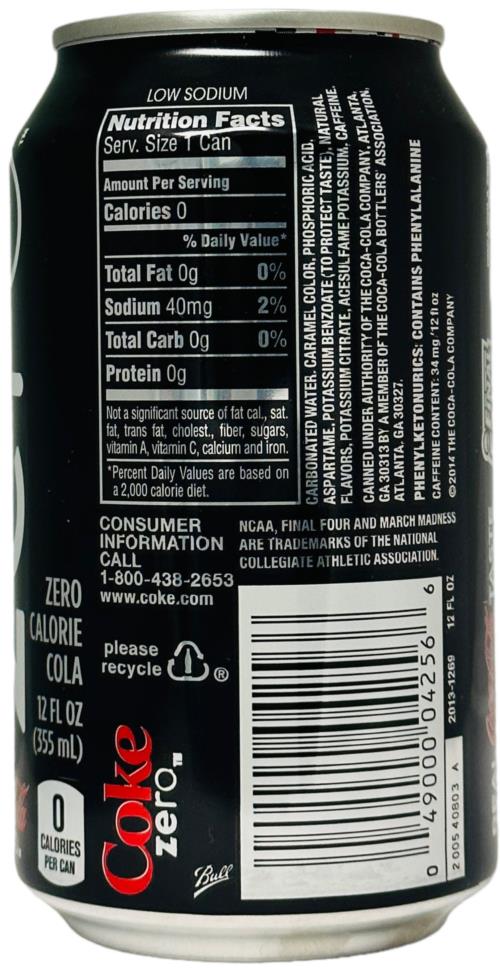 LOW SODIUM
Nutrition Facts
Serv. Size 1 Can
Amount Per Serving
Calories 0
% Daily Value*
Total Fat 0g 0%
Sodium 40mg 2%
Total Carb 0g 0%
Protein 0g
Not a significant source of fat cal., sat.
fat, trans fat, cholest., fiber, sugars,
vitamin A, vitamin C, calcium and iron.
*Percent Daily Values are based on
a 2,000 calorie diet.
CARBONATED WATER, CARAMEL COLOR, PHOSPHORIC ACID,
ASPARTAME, POTASSIUM BENZOATE (TO PROTECT TASTE), NATURAL
FLAVORS, POTASSIUM CITRATE, ACESULFAME POTASSIUM, CAFFEINE.
CANNED UNDER AUTHORITY OF THE COCA-COLA COMPANY, ATLANTA,
GA 30313 BY A MEMBER OF THE COCA-COLA BOTTLERS' ASSOCIATION,
ATLANTA, GA 30327.
PHENYLKETONURICS: CONTAINS PHENYLALANINE
CAFFEINE CONTENT: 34 mg/12 fl oz
©2014 THE COCA-COLA COMPANY
CONSUMER
INFORMATION
CALL
1-800-438-2653
www.coke.com
NCAA, FINAL FOUR AND MARCH MADNESS
ARE TRADEMARKS OF THE NATIONAL
COLLEGIATE ATHLETIC ASSOCIATION.
please
recycle ®
ZERO
CALORIE
COLA
12 FL OZ
(355 mL)
0
CALORIES
PER CAN
Coke
zero™
Ball
0 49000 04256 6
2013-1269 12 FL OZ
2 005 40803 A